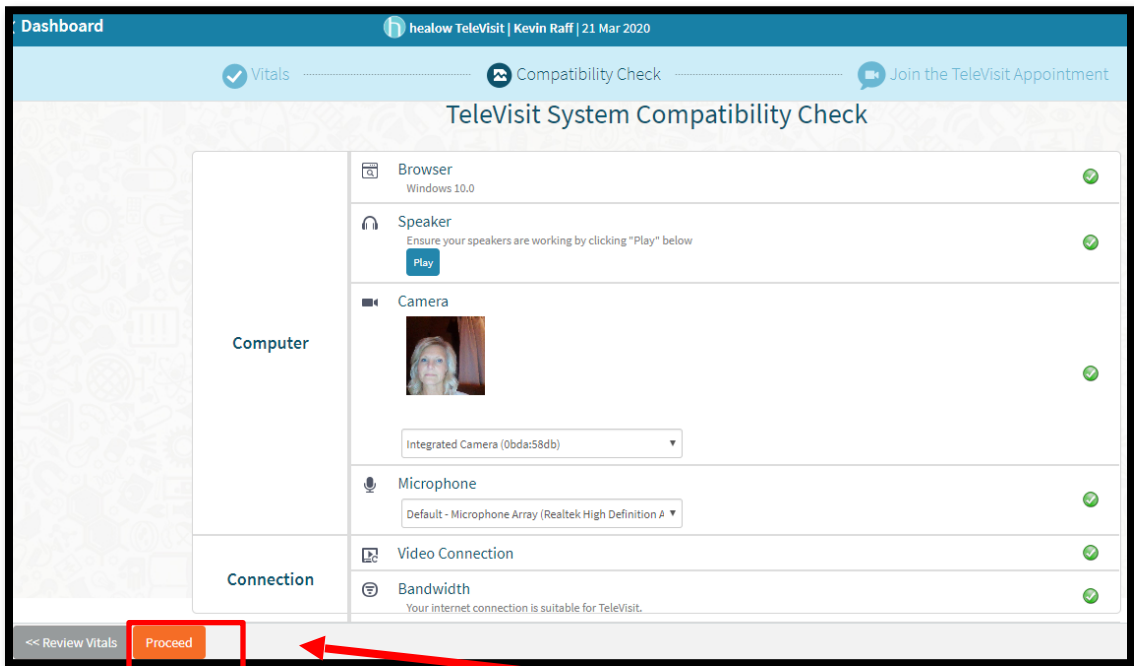 Dashboard
healow TeleVisit | Kevin Raff | 21 Mar 2020
Vitals
Compatibility Check
Join the TeleVisit Appointment
TeleVisit System Compatibility Check
Computer
Browser
Windows 10.0
Speaker
Ensure your speakers are working by clicking "Play" below
Play
Camera
Integrated Camera (0bda:58db)
Microphone
Default - Microphone Array (Realtek High Definition A
Connection
Video Connection
Bandwidth
Your internet connection is suitable for TeleVisit.
<< Review Vitals
Proceed